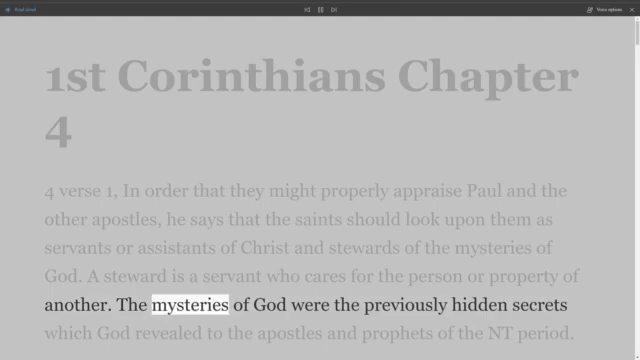 Read aloud
Voice options
1st Corinthians Chapter
4
4 verse 1, In order that they might properly appraise Paul and the
other apostles, he says that the saints should look upon them as
servants or assistants of Christ and stewards of the mysteries of
God. A steward is a servant who cares for the person or property of
another. The mysteries of God were the previously hidden secrets
which God revealed to the apostles and prophets of the NT period.